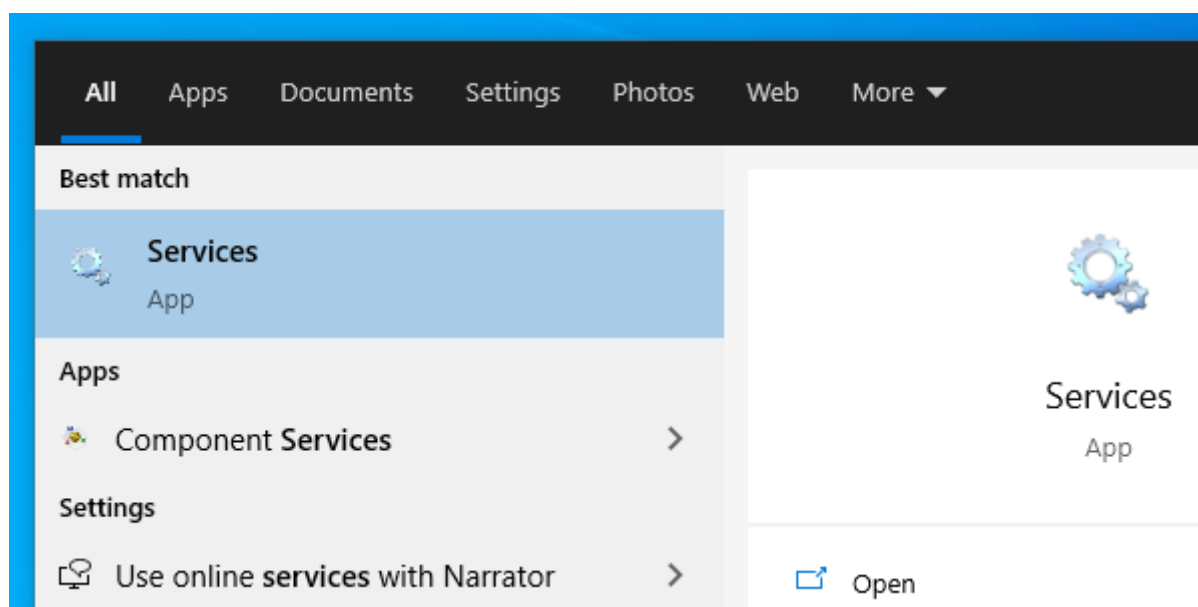 All Apps Documents Settings Photos Web More
Best match
Services
App
Apps
Component Services
Settings
Use online services with Narrator
Services
App
Open